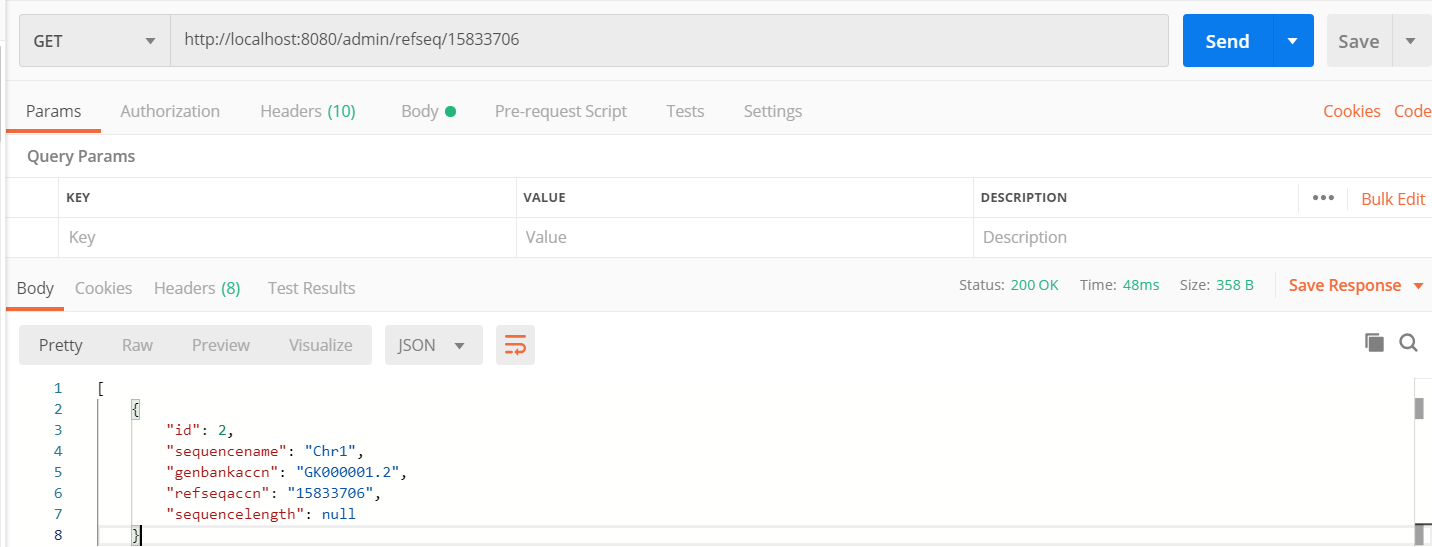 GET http://localhost:8080/admin/refseq/15833706 Send Save
Params Authorization Headers (10) Body Pre-request Script Tests Settings Cookies Code
Query Params
KEY VALUE DESCRIPTION ••• Bulk Edit
Key Value Description
Body Cookies Headers (8) Test Results Status: 200 OK Time: 48ms Size: 358 B Save Response
Pretty Raw Preview Visualize JSON
1 [
2 {
3 "id": 2,
4 "sequencename": "Chr1",
5 "genbankaccn": "GK000001.2",
6 "refseqaccn": "15833706",
7 "sequencelength": null
8 }